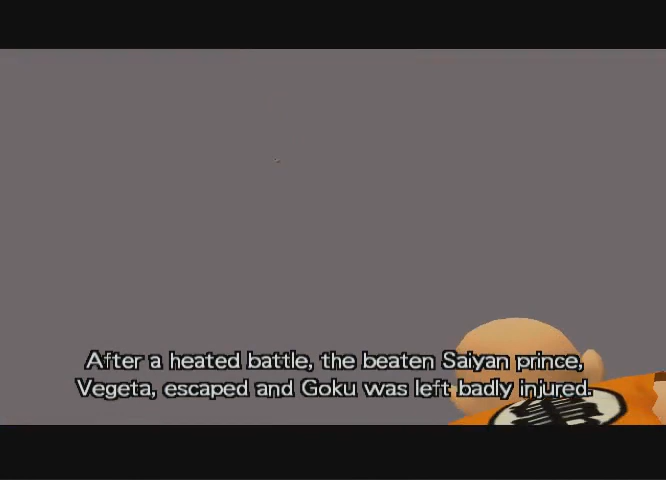 After a heated battle, the beaten Saiyan prince,
Vegeta, escaped and Goku was left badly injured.